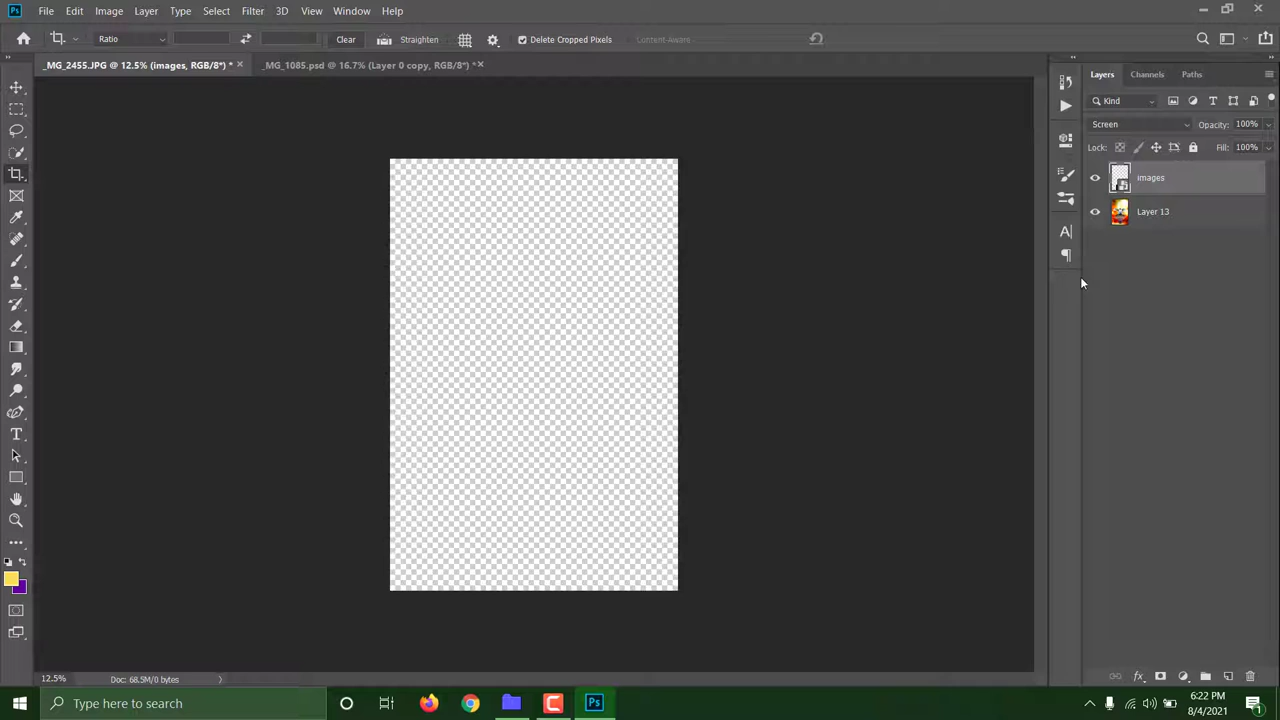 Ps File Edit Image Layer Type Select Filter 3D View Window Help
Ratio Clear Straighten Delete Cropped Pixels Content-Aware
_MG_2455.JPG @ 12.5% (images, RGB/8*) * × _MG_1085.psd @ 16.7% (Layer 0 copy, RGB/8*) * ×
Layers Channels Paths
Kind
Screen Opacity: 100%
Lock: Fill: 100%
images
Layer 13
12.5% Doc: 68.5M/0 bytes
Type here to search
Ps
6:22 PM
8/4/2021
1